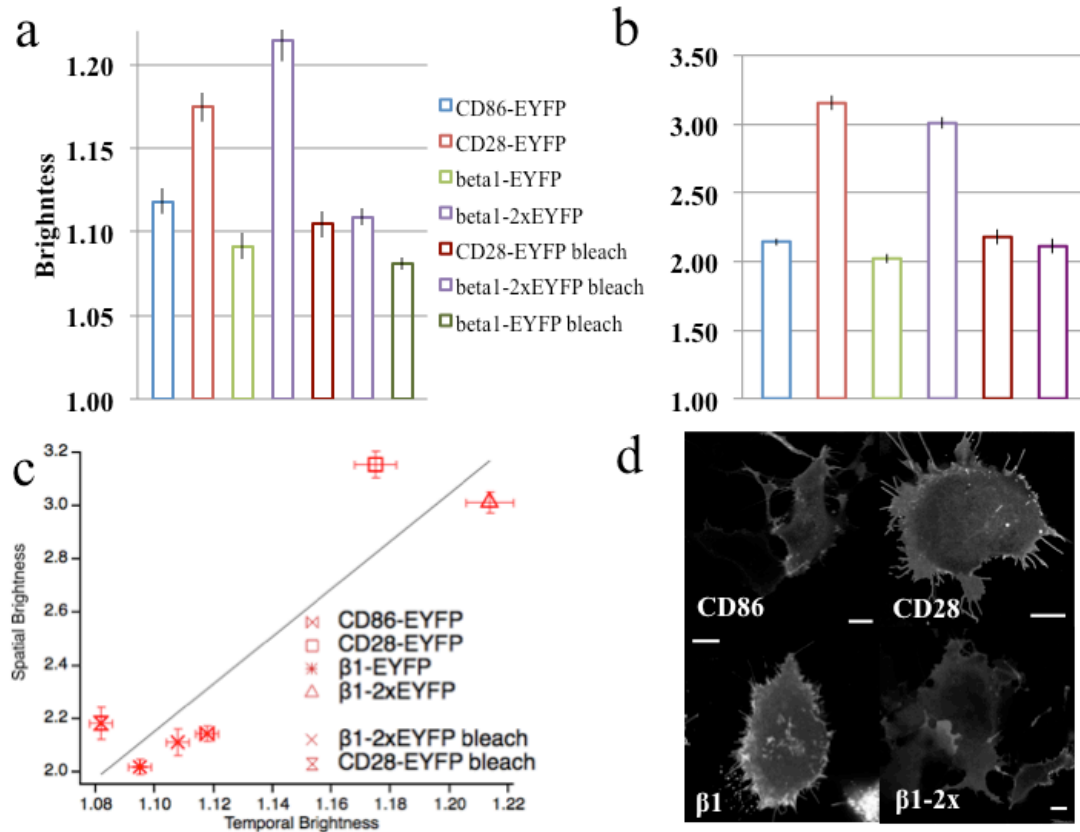 a
1.20
1.15
1.10
1.05
1.00
Brighntess
CD86-EYFP
CD28-EYFP
beta1-EYFP
beta1-2xEYFP
CD28-EYFP bleach
beta1-2xEYFP bleach
beta1-EYFP bleach
b
3.50
3.00
2.50
2.00
1.50
1.00
c
3.2
3.0
2.8
2.6
2.4
2.2
2.0
Spatial Brightness
CD86-EYFP
CD28-EYFP
β1-EYFP
β1-2xEYFP
β1-2xEYFP bleach
CD28-EYFP bleach
1.08 1.10 1.12 1.14 1.16 1.18 1.20 1.22
Temporal Brightness
d
CD86
CD28
β1
β1-2x